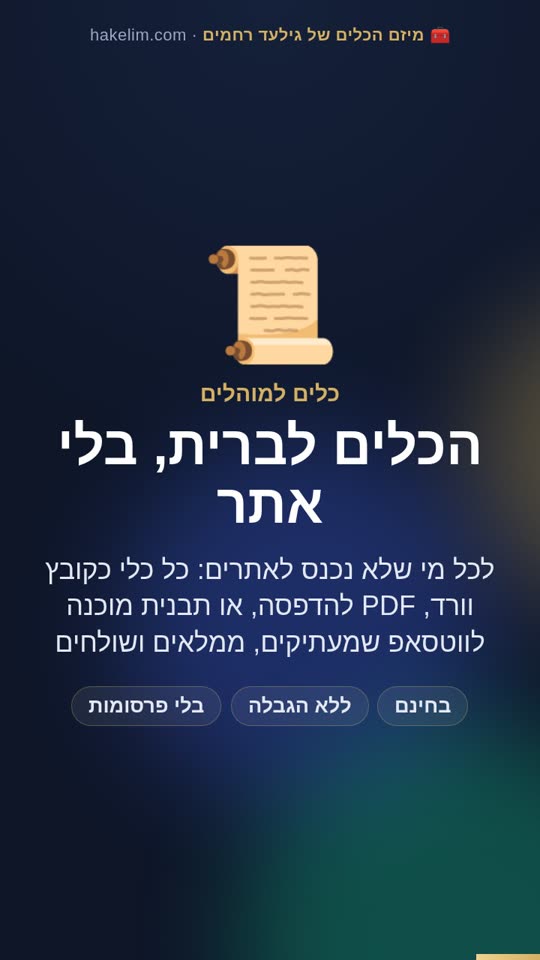 🧰 מיזם הכלים של גילעד רחמים · hakelim.com
כלים למוהלים
הכלים לברית, בלי
אתר
לכל מי שלא נכנס לאתרים: כל כלי כקובץ
וורד, PDF להדפסה, או תבנית מוכנה
לווטסאפ שמעתיקים, ממלאים ושולחים
בחינם
ללא הגבלה
בלי פרסומות